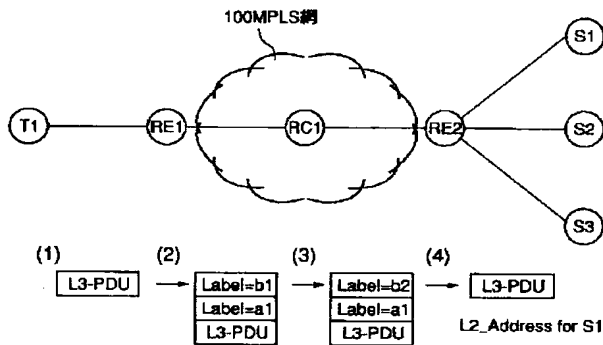 100MPLS網
S1
T1
RE1
RC1
RE2
S2
S3
(1)
(2)
(3)
(4)
L3-PDU
Label=b1
Label=a1
L3-PDU
Label=b2
Label=a1
L3-PDU
L3-PDU
L2_Address for S1